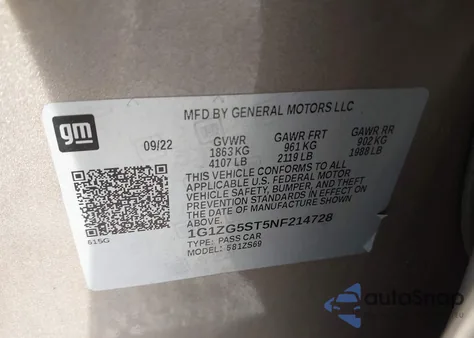 MFD BY GENERAL MOTORS LLC
gm
09/22 GVWR GAWR FRT GAWR RR
1863 KG 961 KG 902 KG
4107 LB 2119 LB 1988 LB
THIS VEHICLE CONFORMS TO ALL
APPLICABLE U.S. FEDERAL MOTOR
VEHICLE SAFETY, BUMPER, AND THEFT
PREVENTION STANDARDS IN EFFECT ON
THE DATE OF MANUFACTURE SHOWN
ABOVE.
1G1ZG5ST5NF214728
TYPE: PASS CAR
MODEL: 581ZS69
615G
autoSnap